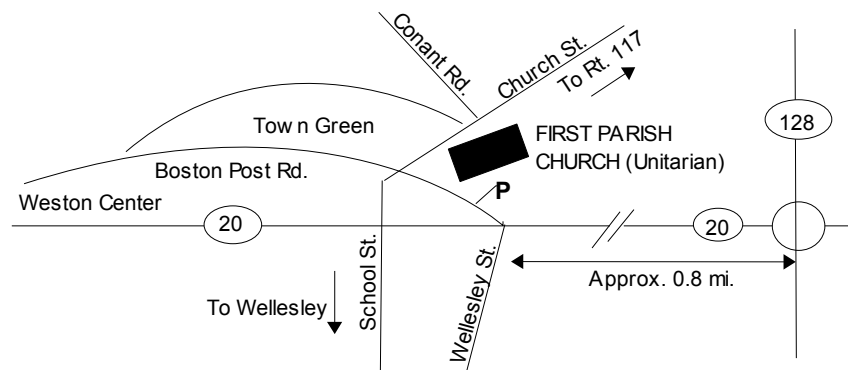 Conant Rd.
Church St.
To Rt. 117
Town Green
FIRST PARISH
CHURCH (Unitarian)
128
Boston Post Rd.
P
Weston Center
20
20
School St.
Wellesley St.
Approx. 0.8 mi.
To Wellesley